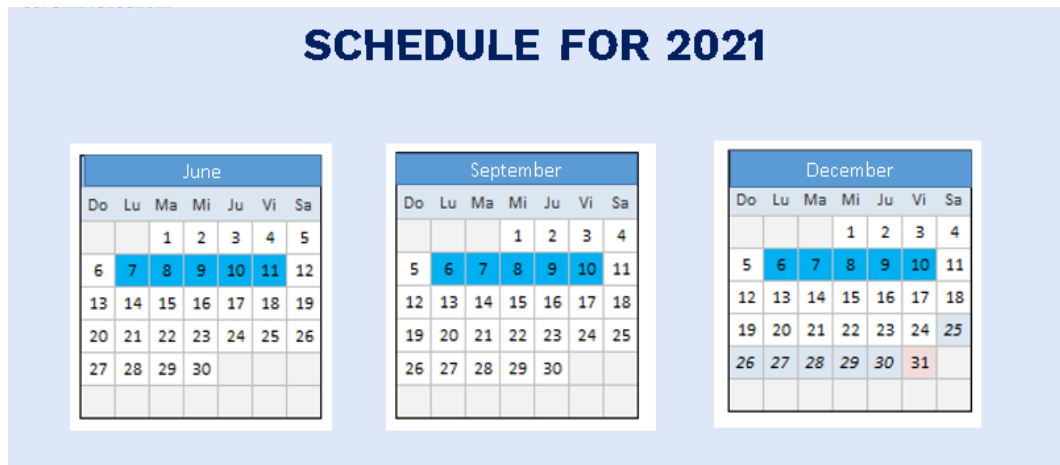 SCHEDULE FOR 2021
June
Do Lu Ma Mi Ju Vi Sa
1 2 3 4 5
6 7 8 9 10 11 12
13 14 15 16 17 18 19
20 21 22 23 24 25 26
27 28 29 30
September
Do Lu Ma Mi Ju Vi Sa
1 2 3 4
5 6 7 8 9 10 11
12 13 14 15 16 17 18
19 20 21 22 23 24 25
26 27 28 29 30
December
Do Lu Ma Mi Ju Vi Sa
1 2 3 4
5 6 7 8 9 10 11
12 13 14 15 16 17 18
19 20 21 22 23 24 25
26 27 28 29 30 31